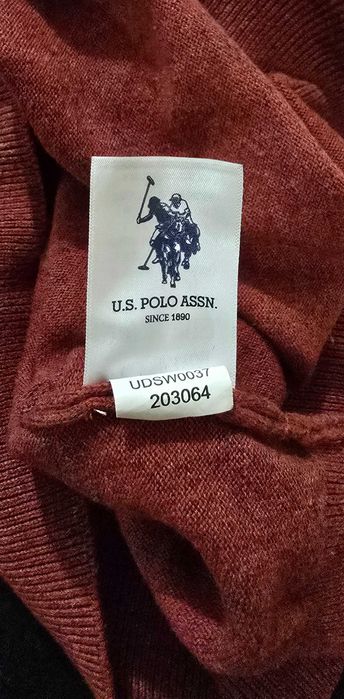 U.S. POLO ASSN.
SINCE 1890
UDSW0037
203064